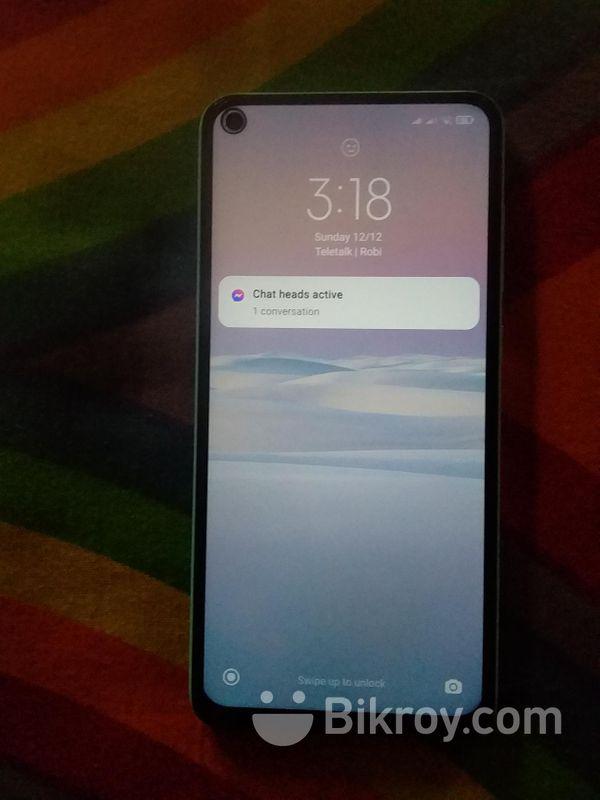 3:18
Sunday 12/12
Teletalk | Robi
Chat heads active
1 conversation
Swipe up to unlock
Bikroy.com